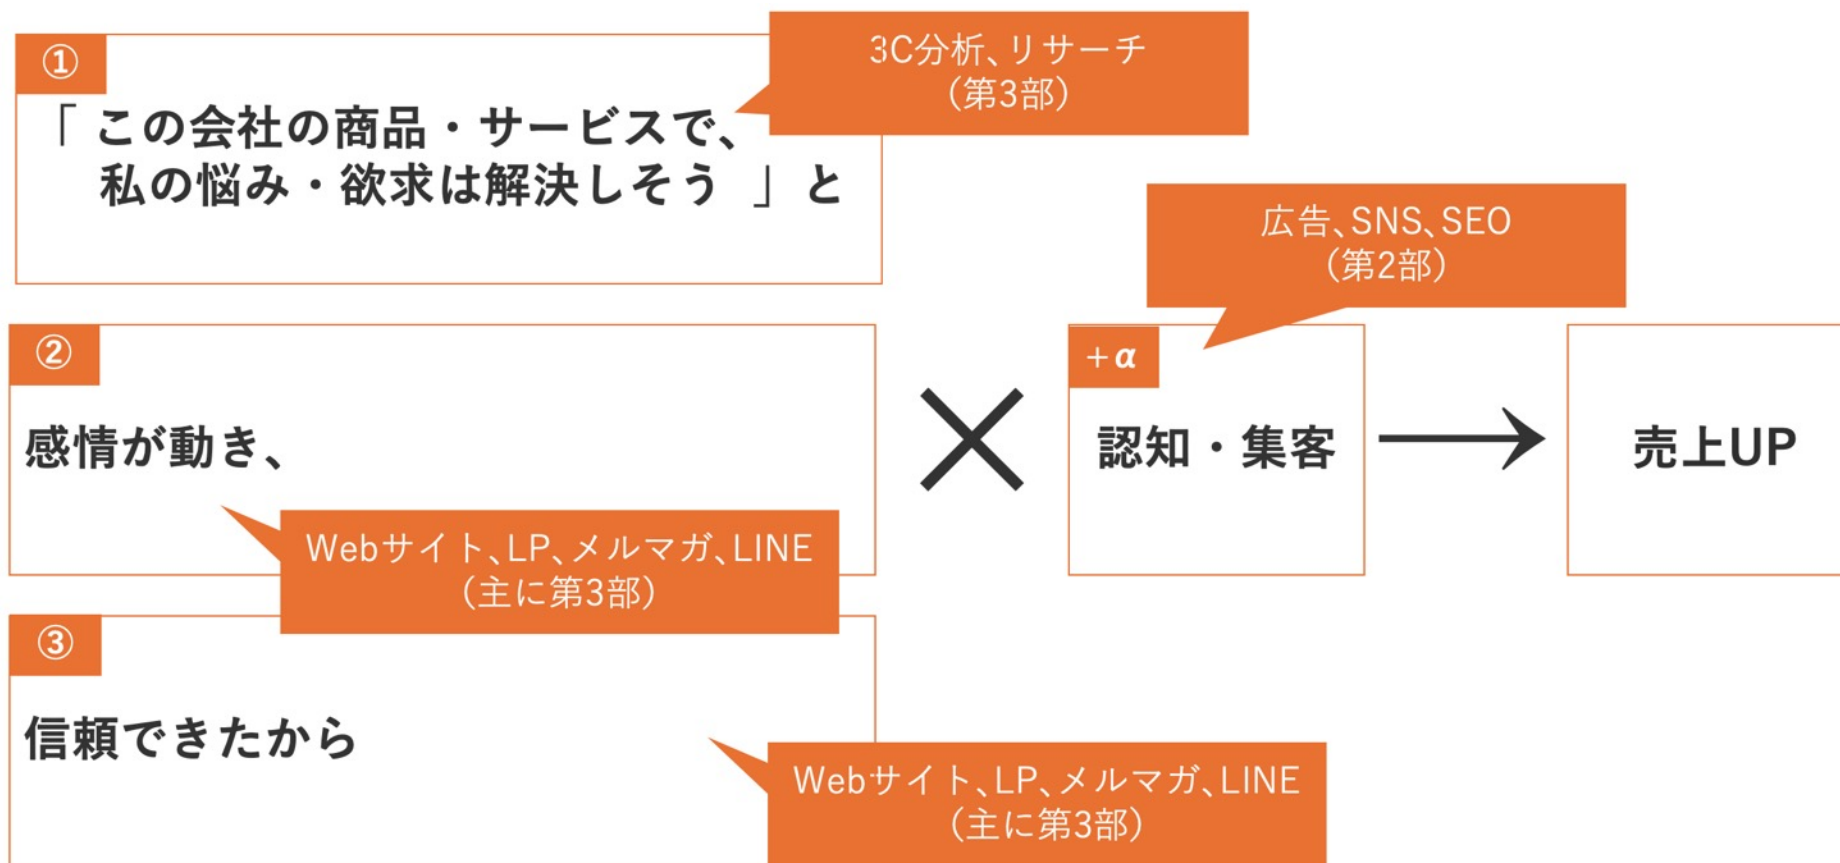 ①
3C分析、リサーチ
(第3部)
「 この会社の商品・サービスで、
私の悩み・欲求は解決しそう 」と
広告、SNS、SEO
(第2部)
②
感情が動き、
Webサイト、LP、メルマガ、LINE
(主に第3部)
×
+α
認知・集客
売上UP
③
信頼できたから
Webサイト、LP、メルマガ、LINE
(主に第3部)